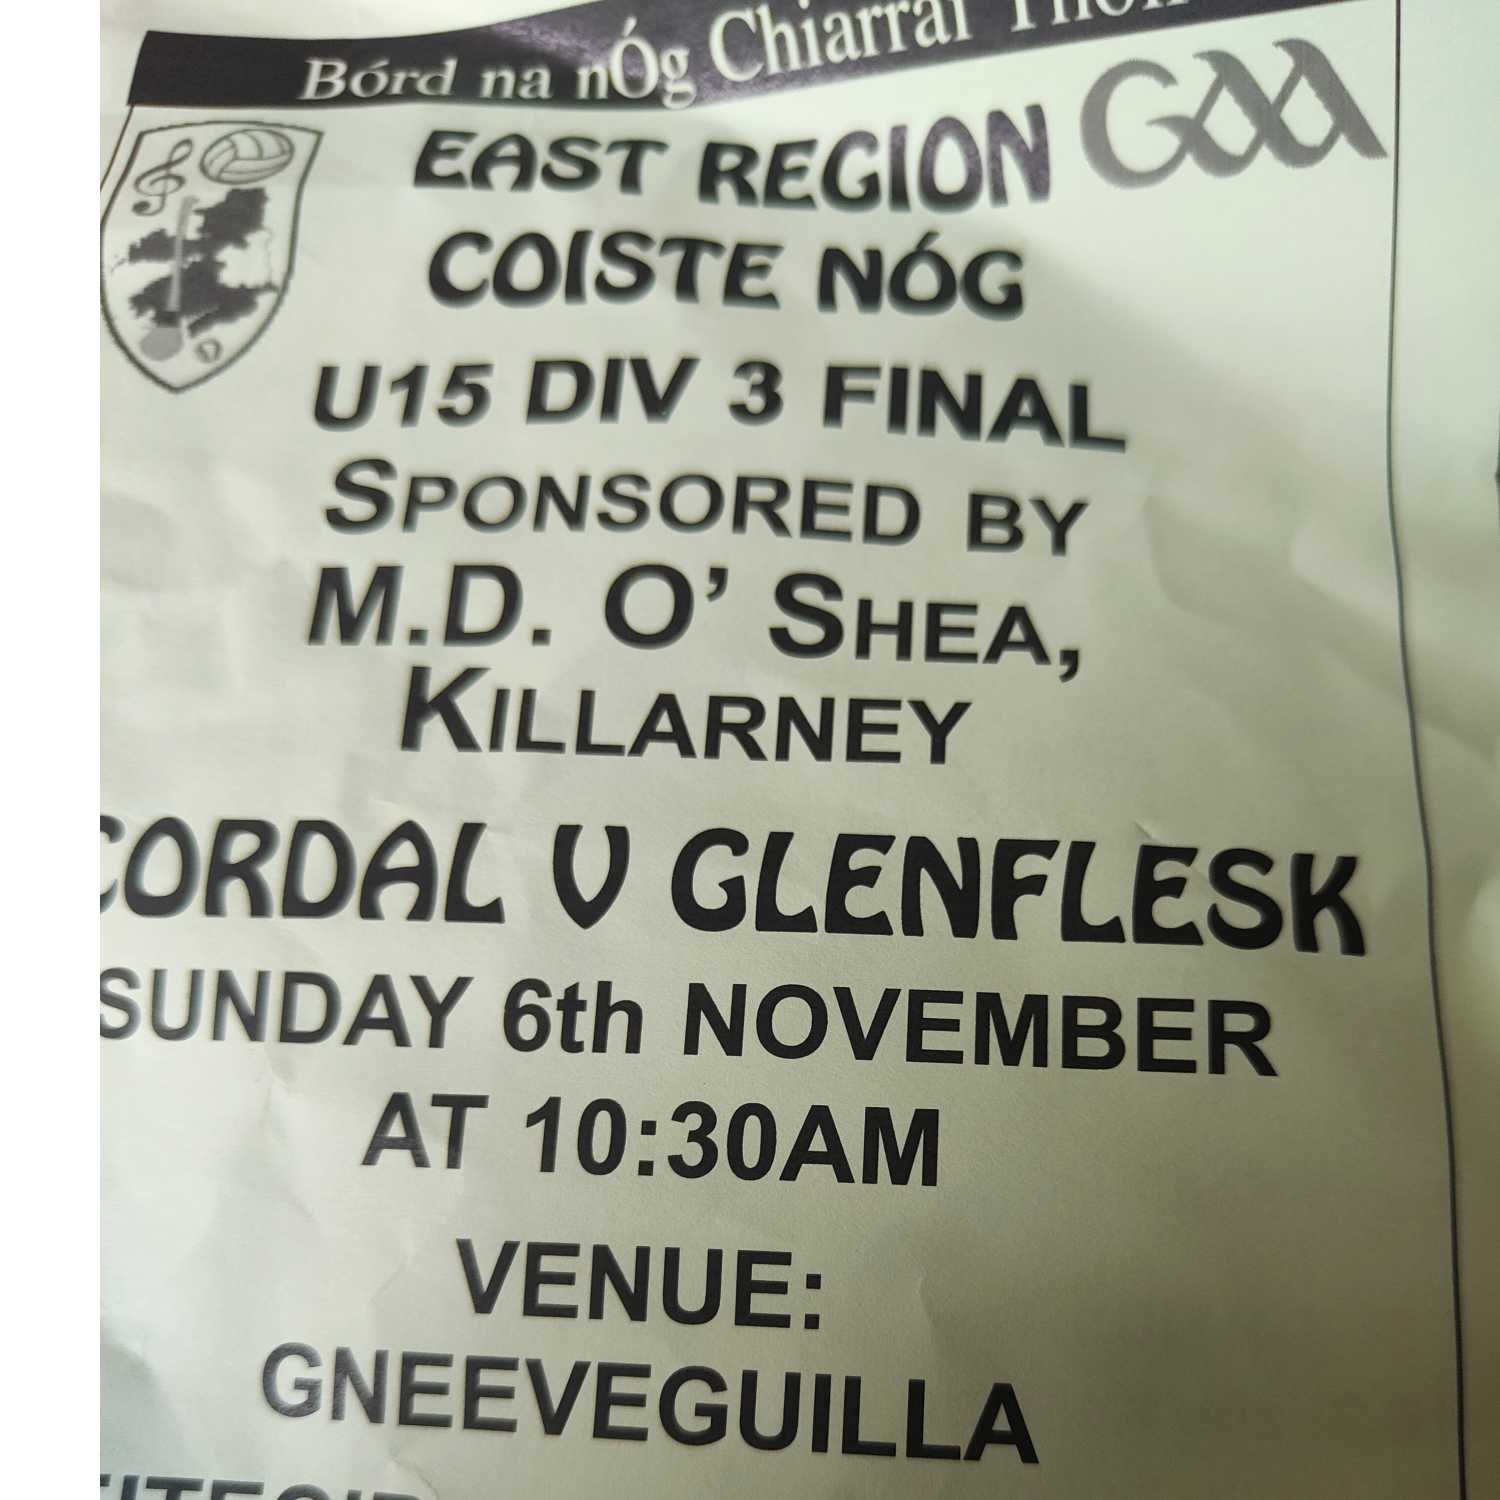 Bórd na nÓg Chiarraí
GAA
EAST REGION
COISTE NÓG
U15 DIV 3 FINAL
SPONSORED BY
M.D. O' SHEA,
KILLARNEY
CORDAL V GLENFLESK
SUNDAY 6th NOVEMBER
AT 10:30AM
VENUE:
GNEEVEGUILLA